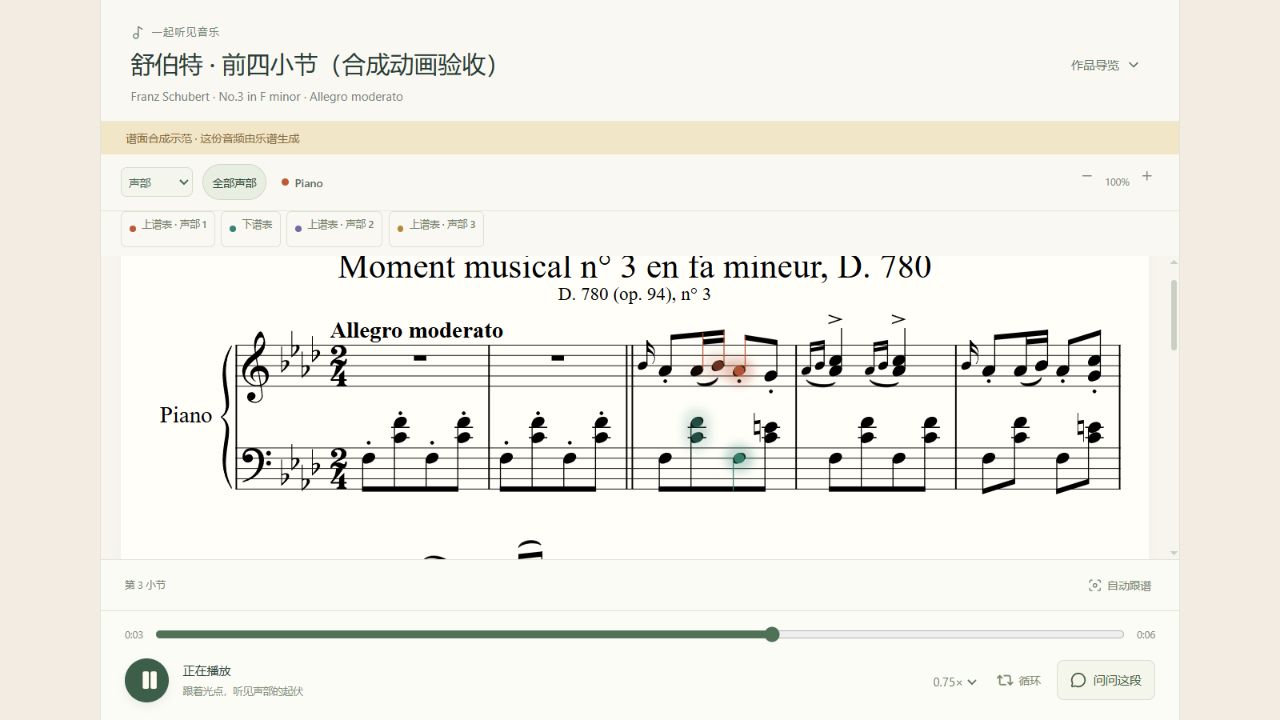 一起听见音乐
舒伯特 · 前四小节（合成动画验收）
作品导览
Franz Schubert · No.3 in F minor · Allegro moderato
谱面合成示范 · 这份音频由乐谱生成
声部
全部声部
Piano
100%
上谱表 · 声部 1
下谱表
上谱表 · 声部 2
上谱表 · 声部 3
Moment musical n° 3 en fa mineur, D. 780
D. 780 (op. 94), n° 3
Allegro moderato
2
4
Piano
2
4
第 3 小节
自动跟谱
0:03
0:06
正在播放
跟着光点，听见声部的起伏
0.75×
循环
问问这段